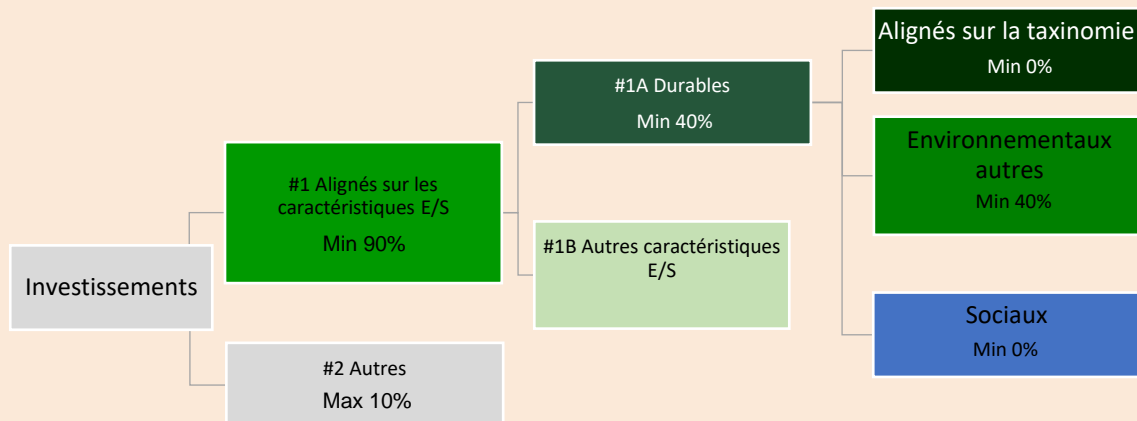 Investissements
#1 Alignés sur les
caractéristiques E/S
Min 90%
#2 Autres
Max 10%
#1A Durables
Min 40%
#1B Autres caractéristiques
E/S
Alignés sur la taxinomie
Min 0%
Environnementaux
autres
Min 40%
Sociaux
Min 0%